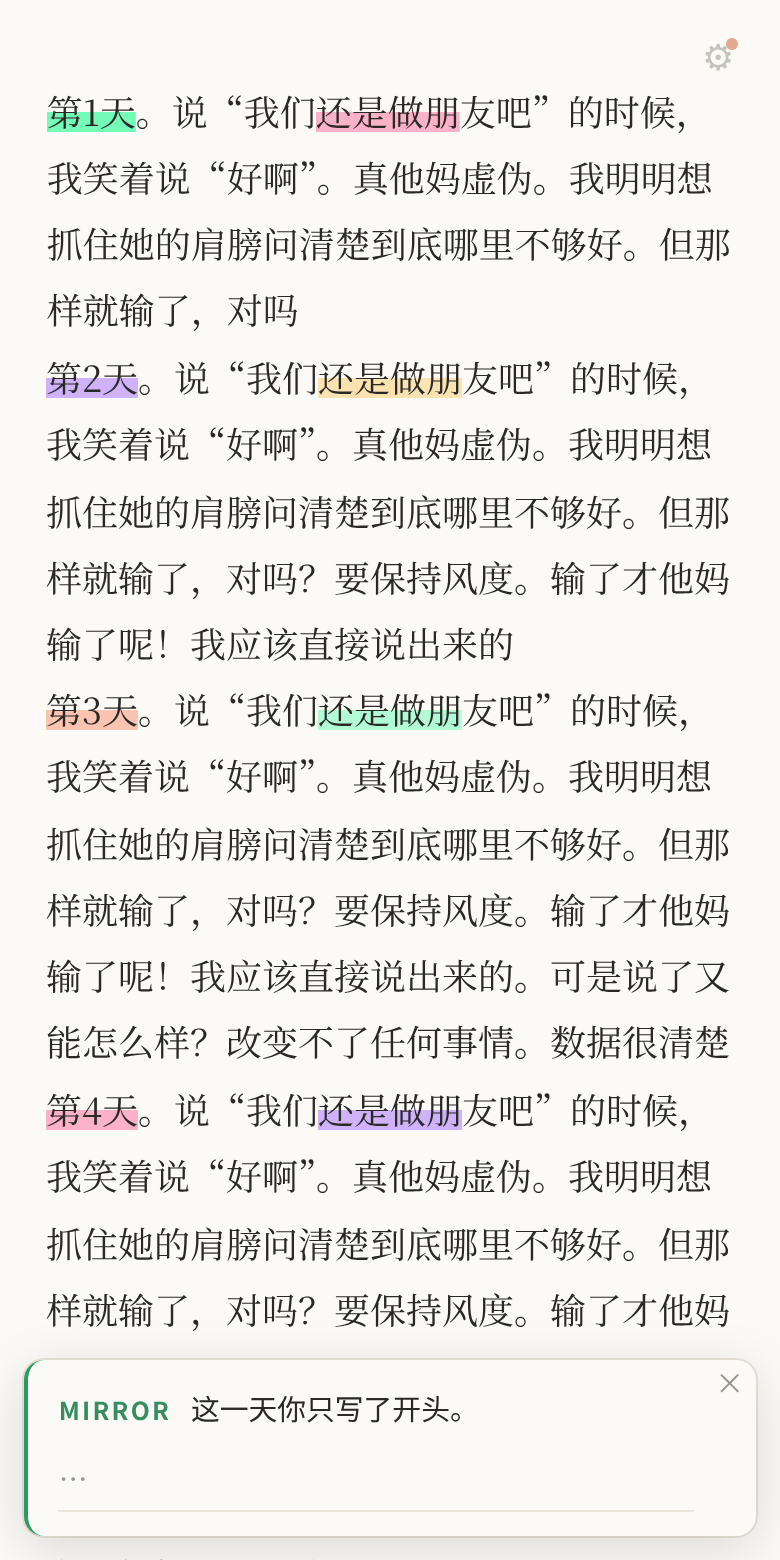 第1天。说“我们还是做朋友吧”的时候，
我笑着说“好啊”。真他妈虚伪。我明明想
抓住她的肩膀问清楚到底哪里不够好。但那
样就输了，对吗
第2天。说“我们还是做朋友吧”的时候，
我笑着说“好啊”。真他妈虚伪。我明明想
抓住她的肩膀问清楚到底哪里不够好。但那
样就输了，对吗？要保持风度。输了才他妈
输了呢！我应该直接说出来的
第3天。说“我们还是做朋友吧”的时候，
我笑着说“好啊”。真他妈虚伪。我明明想
抓住她的肩膀问清楚到底哪里不够好。但那
样就输了，对吗？要保持风度。输了才他妈
输了呢！我应该直接说出来的。可是说了又
能怎么样？改变不了任何事情。数据很清楚
第4天。说“我们还是做朋友吧”的时候，
我笑着说“好啊”。真他妈虚伪。我明明想
抓住她的肩膀问清楚到底哪里不够好。但那
样就输了，对吗？要保持风度。输了才他妈
MIRROR 这一天你只写了开头。
...